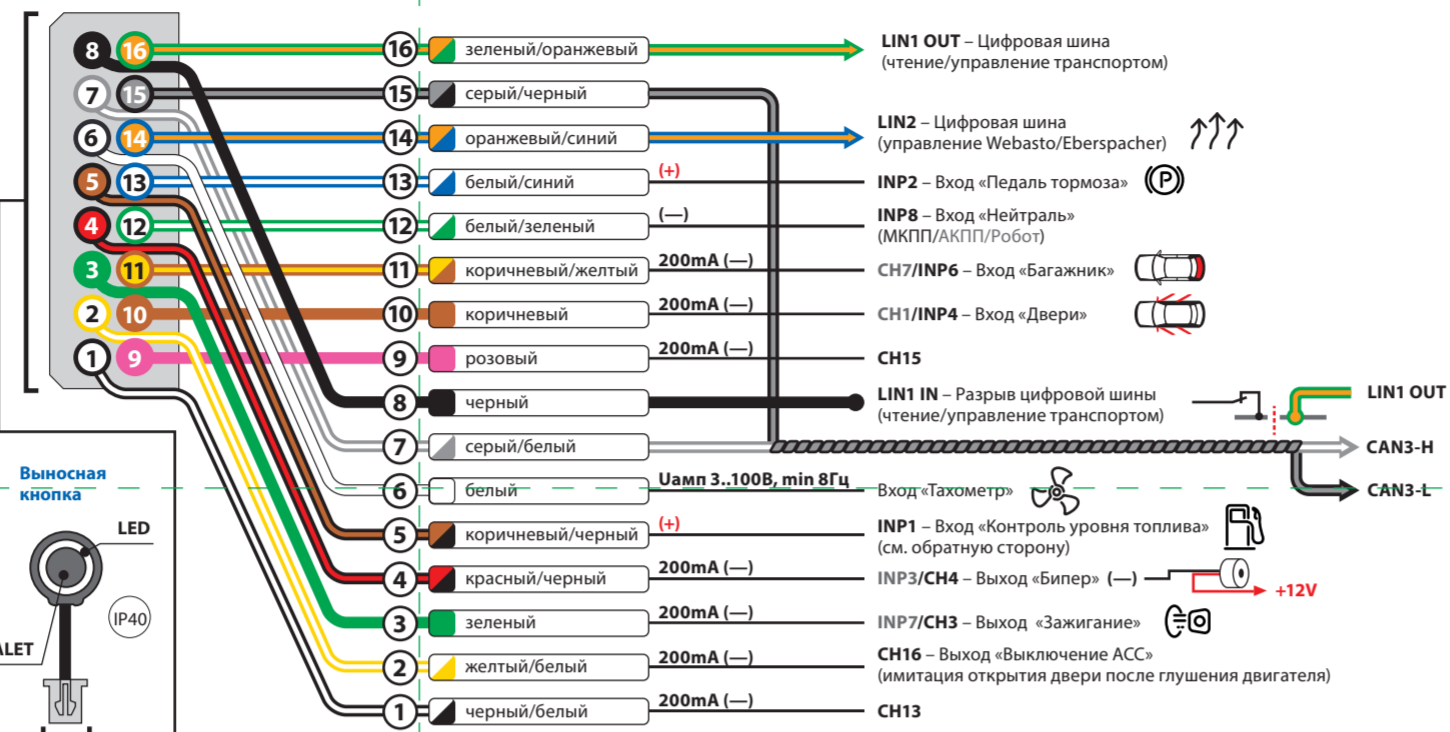 8 16
7 15
6 14
5 13
4 12
3 11
2 10
1 9
16 зеленый/оранжевый
LIN1 OUT – Цифровая шина
(чтение/управление транспортом)
15 серый/черный
14 оранжевый/синий
LIN2 – Цифровая шина
(управление Webasto/Eberspacher)
13 белый/синий (+)
INP2 – Вход «Педаль тормоза» (P)
12 белый/зеленый (—)
INP8 – Вход «Нейтраль»
(МКПП/АКПП/Робот)
11 коричневый/желтый 200mA (—)
CH7/INP6 – Вход «Багажник»
10 коричневый 200mA (—)
CH1/INP4 – Вход «Двери»
9 розовый 200mA (—)
CH15
8 черный
LIN1 IN – Разрыв цифровой шины
(чтение/управление транспортом)
LIN1 OUT
7 серый/белый
CAN3-H
6 белый Uамп 3..100В, min 8Гц
Вход «Тахометр»
CAN3-L
5 коричневый/черный (+)
INP1 – Вход «Контроль уровня топлива»
(см. обратную сторону)
4 красный/черный 200mA (—)
INP3/CH4 – Выход «Бипер» (—)
+12V
3 зеленый 200mA (—)
INP7/CH3 – Выход «Зажигание»
2 желтый/белый 200mA (—)
CH16 – Выход «Выключение ACC»
(имитация открытия двери после глушения двигателя)
1 черный/белый 200mA (—)
CH13
Выносная
кнопка
LED
IP40
ALET